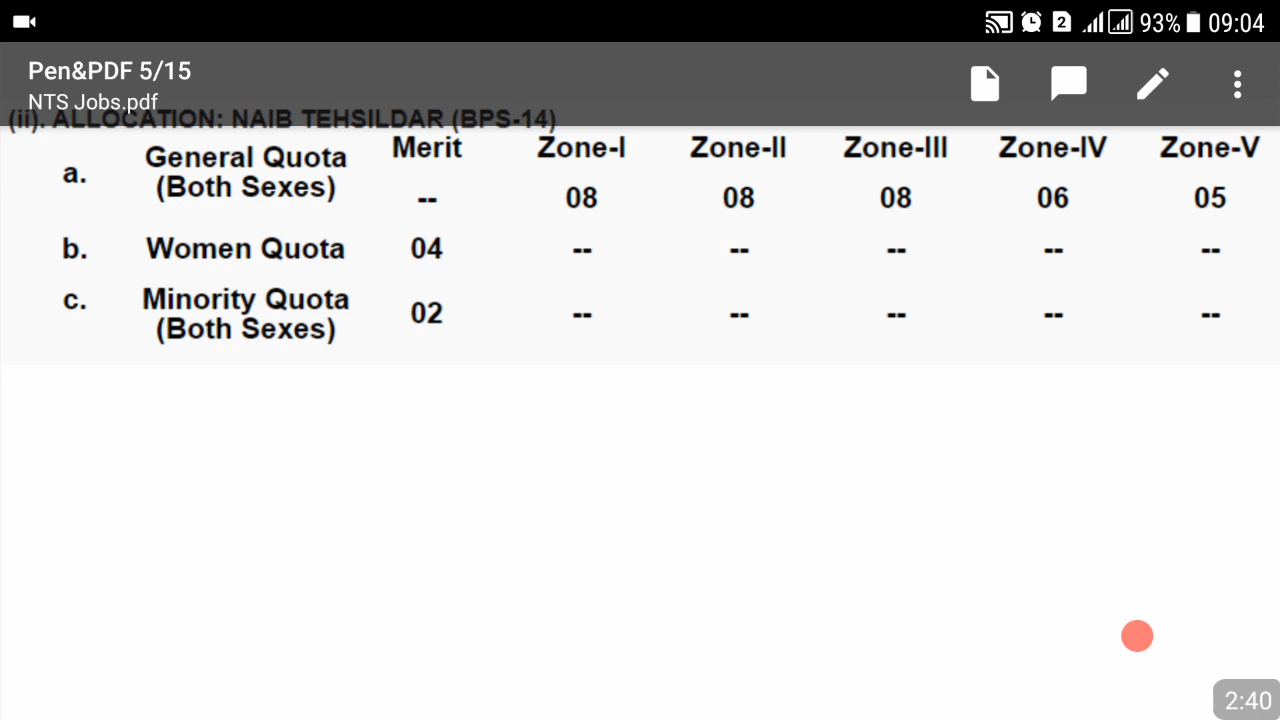 2 93% 09:04
Pen&PDF 5/15
NTS Jobs.pdf
(ii). ALLOCATION: NAIB TEHSILDAR (BPS-14)
Merit Zone-I Zone-II Zone-III Zone-IV Zone-V
a. General Quota
(Both Sexes)
-- 08 08 08 06 05
b. Women Quota 04 -- -- -- -- --
c. Minority Quota
(Both Sexes) 02 -- -- -- -- --
2:40